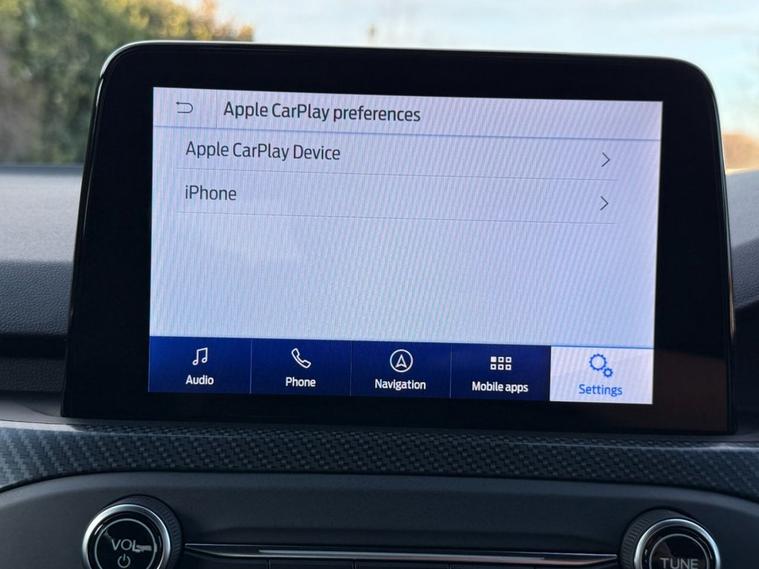 Apple CarPlay preferences
Apple CarPlay Device
iPhone
Audio
Phone
Navigation
Mobile apps
Settings
VOL
TUNE